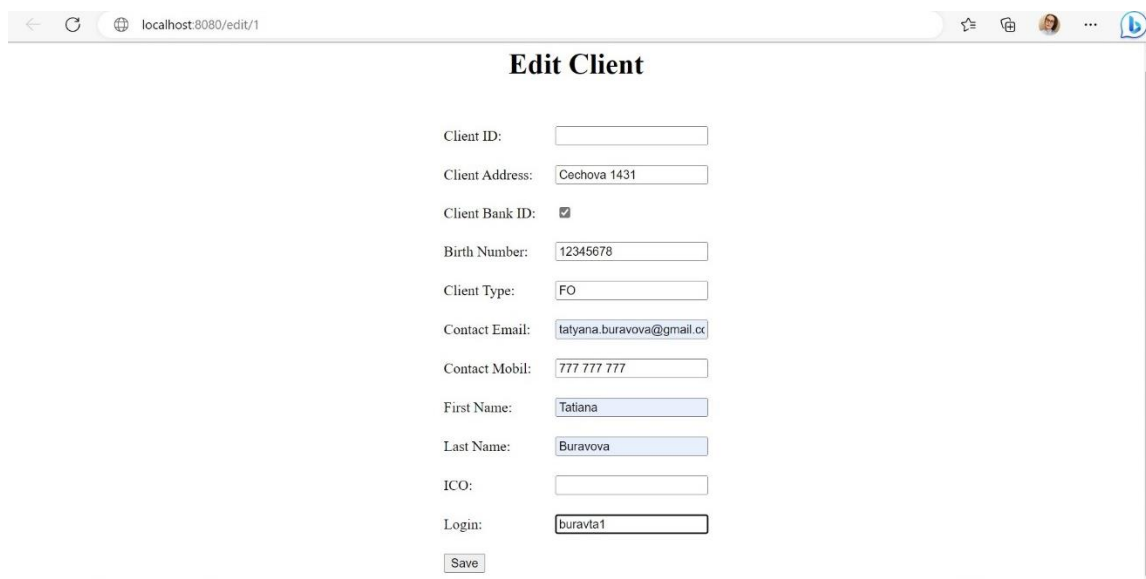 localhost:8080/edit/1
Edit Client
Client ID:
Client Address: Cechova 1431
Client Bank ID:
Birth Number: 12345678
Client Type: FO
Contact Email: tatyana.buravova@gmail.co
Contact Mobil: 777 777 777
First Name: Tatiana
Last Name: Buravova
ICO:
Login: buravta1
Save